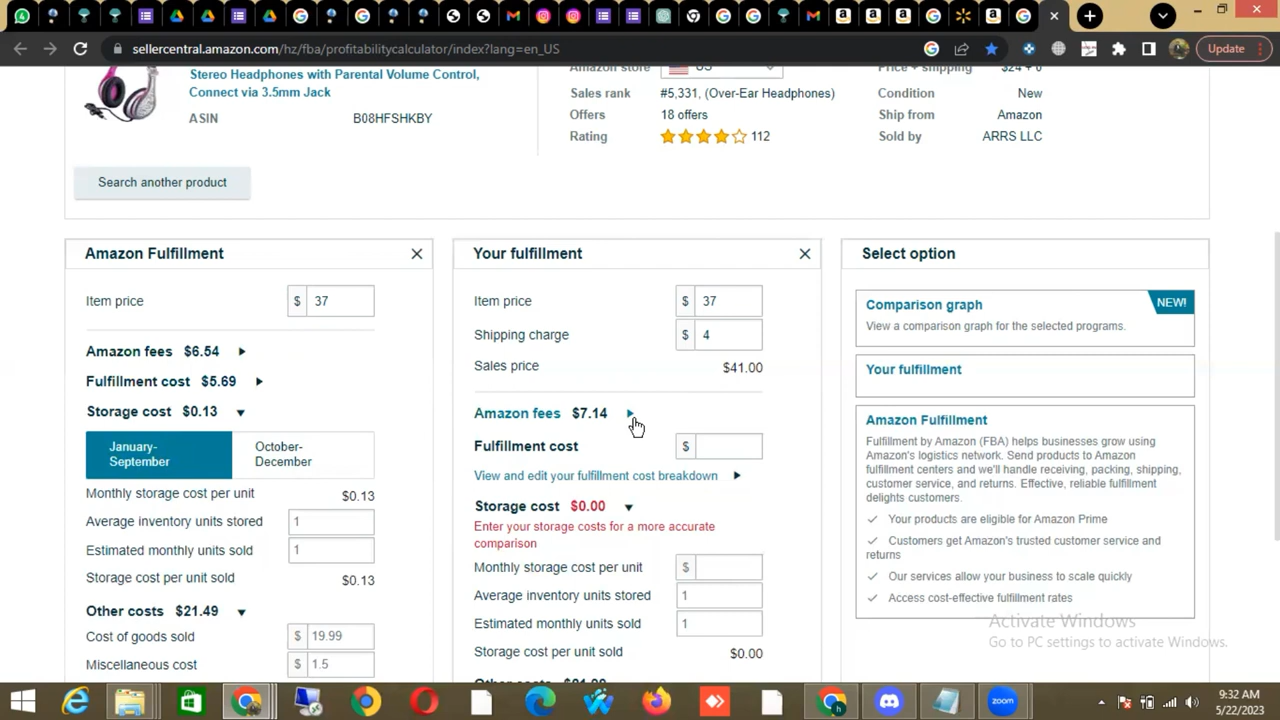 sellercentral.amazon.com/hz/fba/profitabilitycalculator/index?lang=en_US
Update
Stereo Headphones with Parental Volume Control,
Connect via 3.5mm Jack
ASIN B08HFSHKBY
Amazon store US
Sales rank #5,331, (Over-Ear Headphones)
Offers 18 offers
Rating 112
Price + shipping $24 + 0
Condition New
Ship from Amazon
Sold by ARRS LLC
Search another product
Amazon Fulfillment
Item price $ 37
Amazon fees $6.54
Fulfillment cost $5.69
Storage cost $0.13
January-
September
October-
December
Monthly storage cost per unit $0.13
Average inventory units stored 1
Estimated monthly units sold 1
Storage cost per unit sold $0.13
Other costs $21.49
Cost of goods sold $ 19.99
Miscellaneous cost $ 1.5
Your fulfillment
Item price $ 37
Shipping charge $ 4
Sales price $41.00
Amazon fees $7.14
Fulfillment cost $
View and edit your fulfillment cost breakdown
Storage cost $0.00
Enter your storage costs for a more accurate
comparison
Monthly storage cost per unit $
Average inventory units stored 1
Estimated monthly units sold 1
Storage cost per unit sold $0.00
Select option
Comparison graph
NEW!
View a comparison graph for the selected programs.
Your fulfillment
Amazon Fulfillment
Fulfillment by Amazon (FBA) helps businesses grow using
Amazon's logistics network. Send products to Amazon
fulfillment centers and we'll handle receiving, packing, shipping,
customer service, and returns. Effective, reliable fulfillment
delights customers.
Your products are eligible for Amazon Prime
Customers get Amazon's trusted customer service and
returns
Our services allow your business to scale quickly
Access cost-effective fulfillment rates
Activate Windows
Go to PC settings to activate Windows.
zoom
9:32 AM
5/22/2023